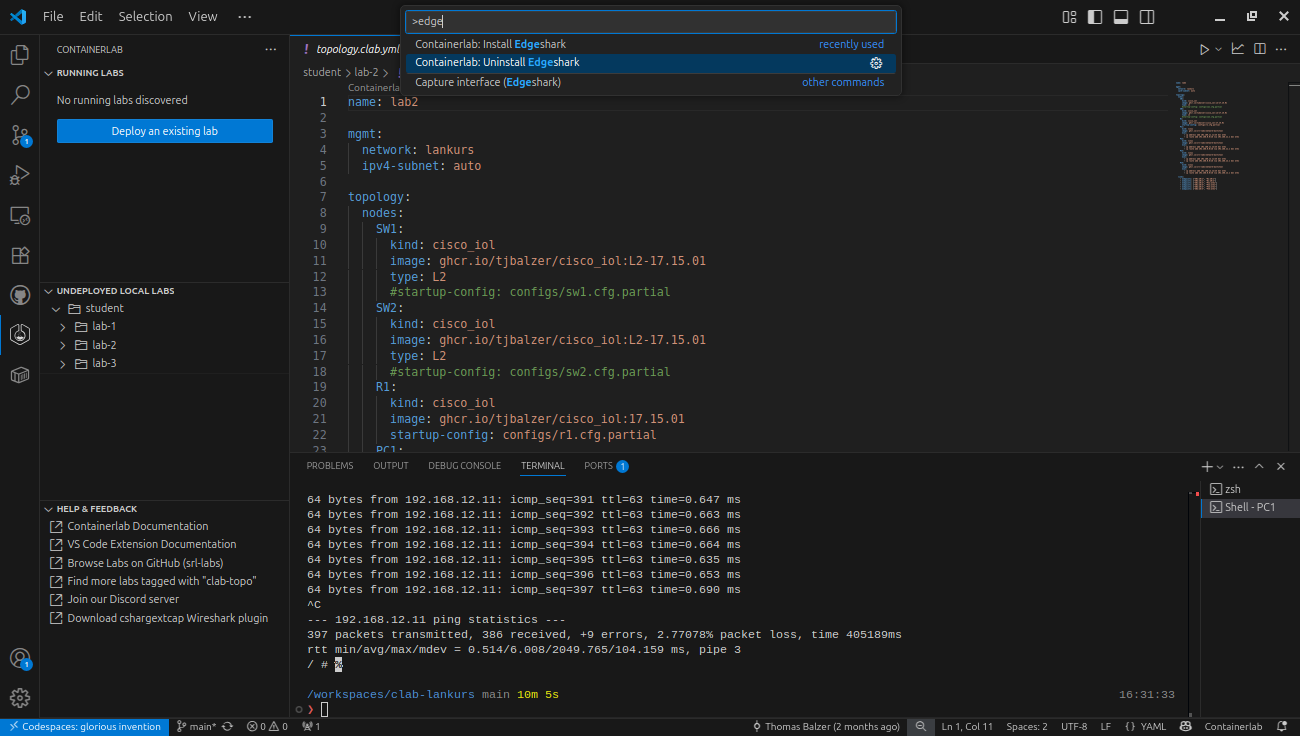 File Edit Selection View ···
>edge
Containerlab: Install Edgeshark recently used
Containerlab: Uninstall Edgeshark
Capture interface (Edgeshark) other commands
CONTAINERLAB
RUNNING LABS
No running labs discovered
Deploy an existing lab
UNDEPLOYED LOCAL LABS
student
lab-1
lab-2
lab-3
HELP & FEEDBACK
Containerlab Documentation
VS Code Extension Documentation
Browse Labs on GitHub (srl-labs)
Find more labs tagged with "clab-topo"
Join our Discord server
Download cshargextcap Wireshark plugin
1
1
! topology.clab.yml
student > lab-2 >
Containerla
1 name: lab2
2
3 mgmt:
4 network: lankurs
5 ipv4-subnet: auto
6
7 topology:
8 nodes:
9 SW1:
10 kind: cisco_iol
11 image: ghcr.io/tjbalzer/cisco_iol:L2-17.15.01
12 type: L2
13 #startup-config: configs/sw1.cfg.partial
14 SW2:
15 kind: cisco_iol
16 image: ghcr.io/tjbalzer/cisco_iol:L2-17.15.01
17 type: L2
18 #startup-config: configs/sw2.cfg.partial
19 R1:
20 kind: cisco_iol
21 image: ghcr.io/tjbalzer/cisco_iol:17.15.01
22 startup-config: configs/r1.cfg.partial
23 PC1:
PROBLEMS OUTPUT DEBUG CONSOLE TERMINAL PORTS 1
64 bytes from 192.168.12.11: icmp_seq=391 ttl=63 time=0.647 ms
64 bytes from 192.168.12.11: icmp_seq=392 ttl=63 time=0.663 ms
64 bytes from 192.168.12.11: icmp_seq=393 ttl=63 time=0.666 ms
64 bytes from 192.168.12.11: icmp_seq=394 ttl=63 time=0.664 ms
64 bytes from 192.168.12.11: icmp_seq=395 ttl=63 time=0.635 ms
64 bytes from 192.168.12.11: icmp_seq=396 ttl=63 time=0.653 ms
64 bytes from 192.168.12.11: icmp_seq=397 ttl=63 time=0.690 ms
^C
--- 192.168.12.11 ping statistics ---
397 packets transmitted, 386 received, +9 errors, 2.77078% packet loss, time 405189ms
rtt min/avg/max/mdev = 0.514/6.008/2049.765/104.159 ms, pipe 3
/ # %
/workspaces/clab-lankurs main 10m 5s 16:31:33
❯
zsh
Shell - PC1
Codespaces: glorious invention main* 0 0 1 Thomas Balzer (2 months ago) Ln 1, Col 11 Spaces: 2 UTF-8 LF {} YAML Containerlab